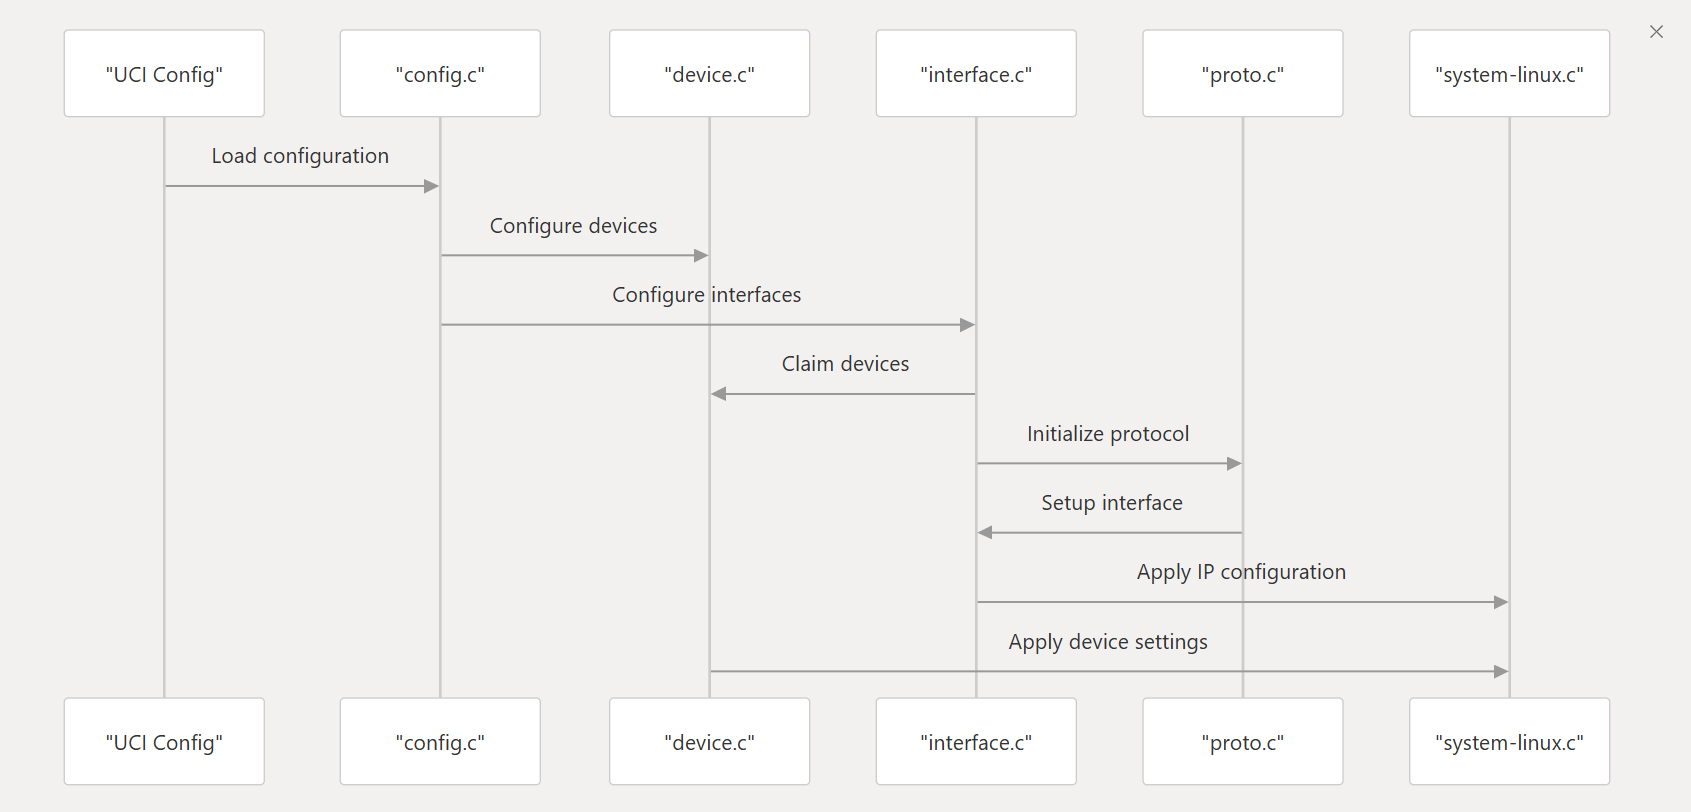 "UCI Config"
"config.c"
"device.c"
"interface.c"
"proto.c"
"system-linux.c"
Load configuration
Configure devices
Configure interfaces
Claim devices
Initialize protocol
Setup interface
Apply IP configuration
Apply device settings
"UCI Config"
"config.c"
"device.c"
"interface.c"
"proto.c"
"system-linux.c"